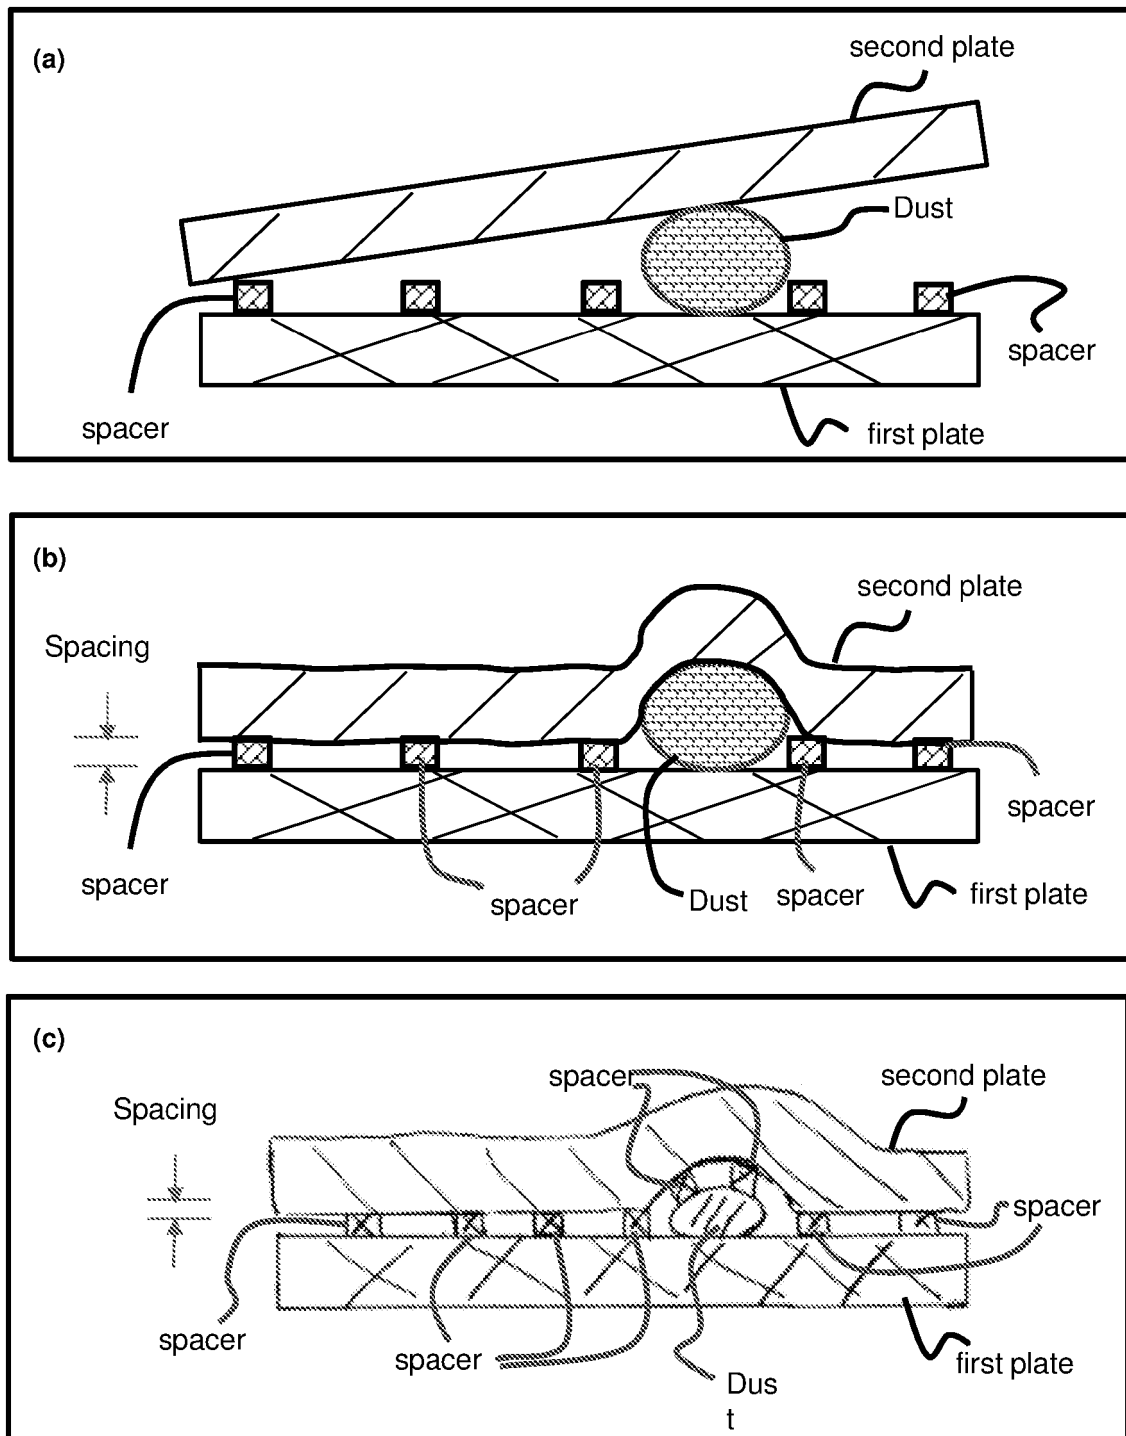 (a)
second plate
Dust
spacer
spacer
first plate
(b)
second plate
Spacing
spacer
spacer
spacer
Dust
spacer
first plate
(c)
spacer
second plate
Spacing
spacer
spacer
spacer
first plate
Dus
t